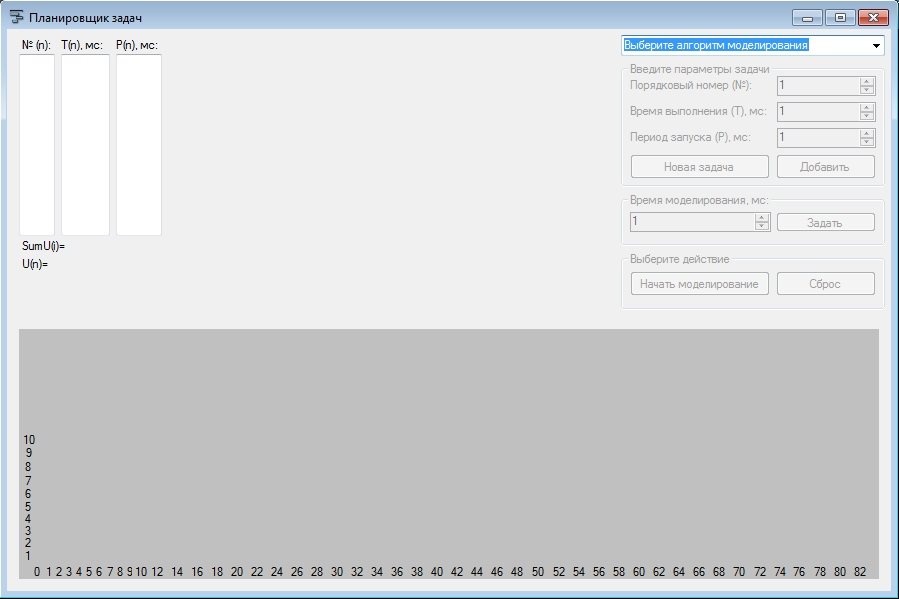 Планировщик задач
№ (n): T(n), мс: P(n), мс:
SumU(i)=
U(n)=
Выберите алгоритм моделирования
Введите параметры задачи
Порядковый номер (№): 1
Время выполнения (T), мс: 1
Период запуска (P), мс: 1
Новая задача Добавить
Время моделирования, мс:
1 Задать
Выберите действие
Начать моделирование Сброс
10
9
8
7
6
5
4
3
2
1
0 1 2 3 4 5 6 7 8 9 10 12 14 16 18 20 22 24 26 28 30 32 34 36 38 40 42 44 46 48 50 52 54 56 58 60 62 64 66 68 70 72 74 76 78 80 82